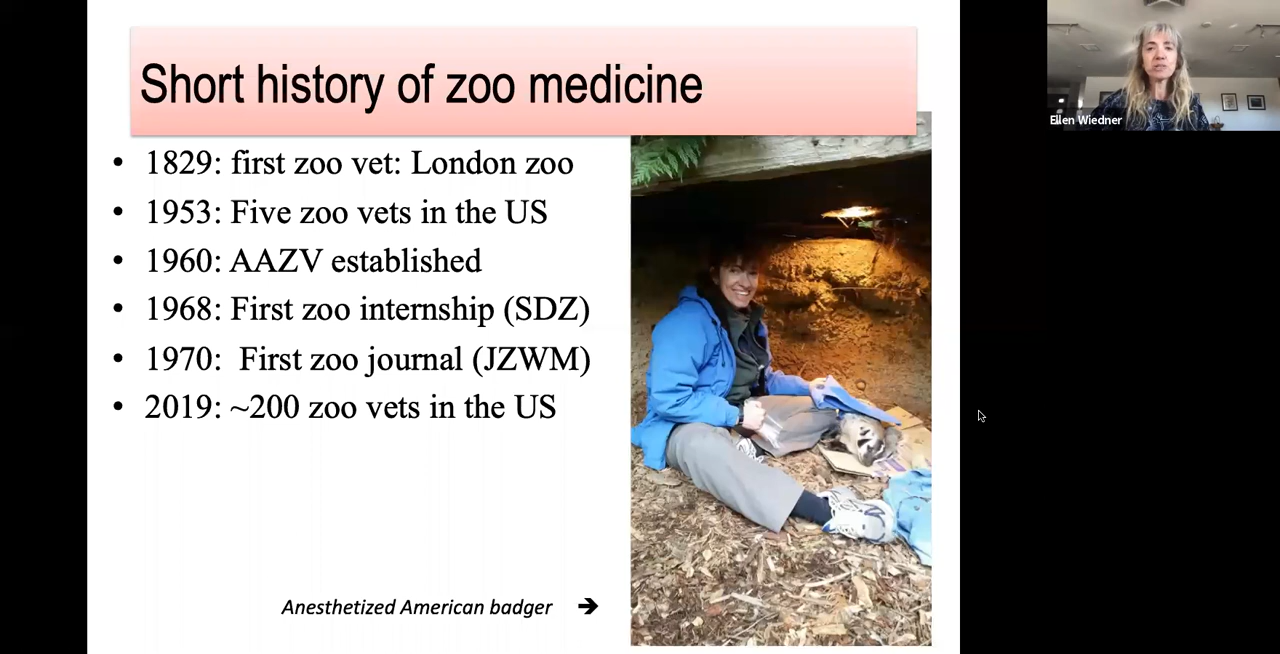 Short history of zoo medicine
• 1829: first zoo vet: London zoo
• 1953: Five zoo vets in the US
• 1960: AAZV established
• 1968: First zoo internship (SDZ)
• 1970: First zoo journal (JZWM)
• 2019: ~200 zoo vets in the US
Anesthetized American badger ➔
Ellen Wiedner